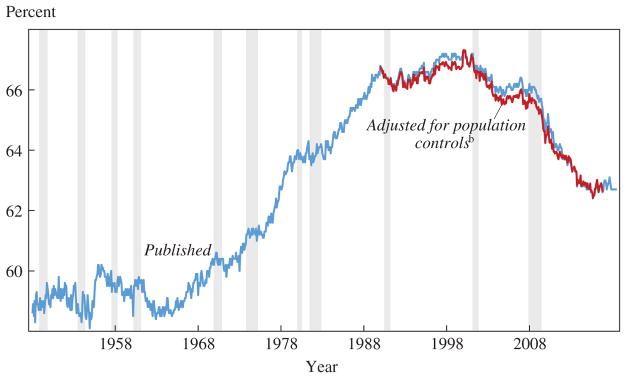 Percent
66
64
62
60
Adjusted for population
controlsb
Published
1958 1968 1978 1988 1998 2008
Year